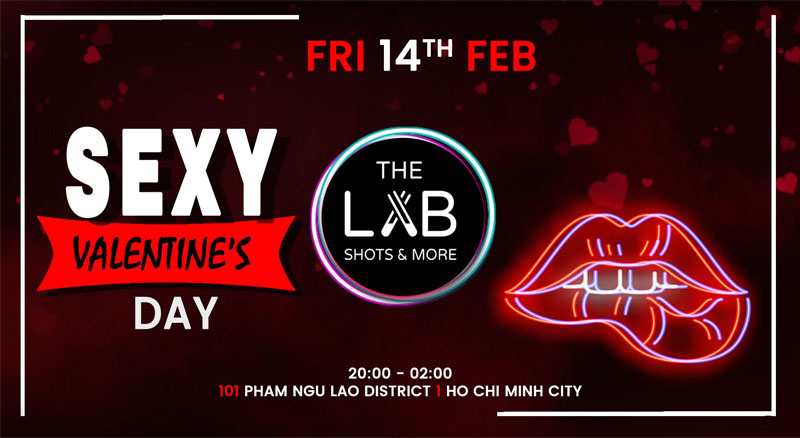 FRI 14TH FEB
SEXY
VALENTINE'S
DAY
THE
LAB
SHOTS & MORE
20:00 - 02:00
101 PHAM NGU LAO DISTRICT 1 HO CHI MINH CITY